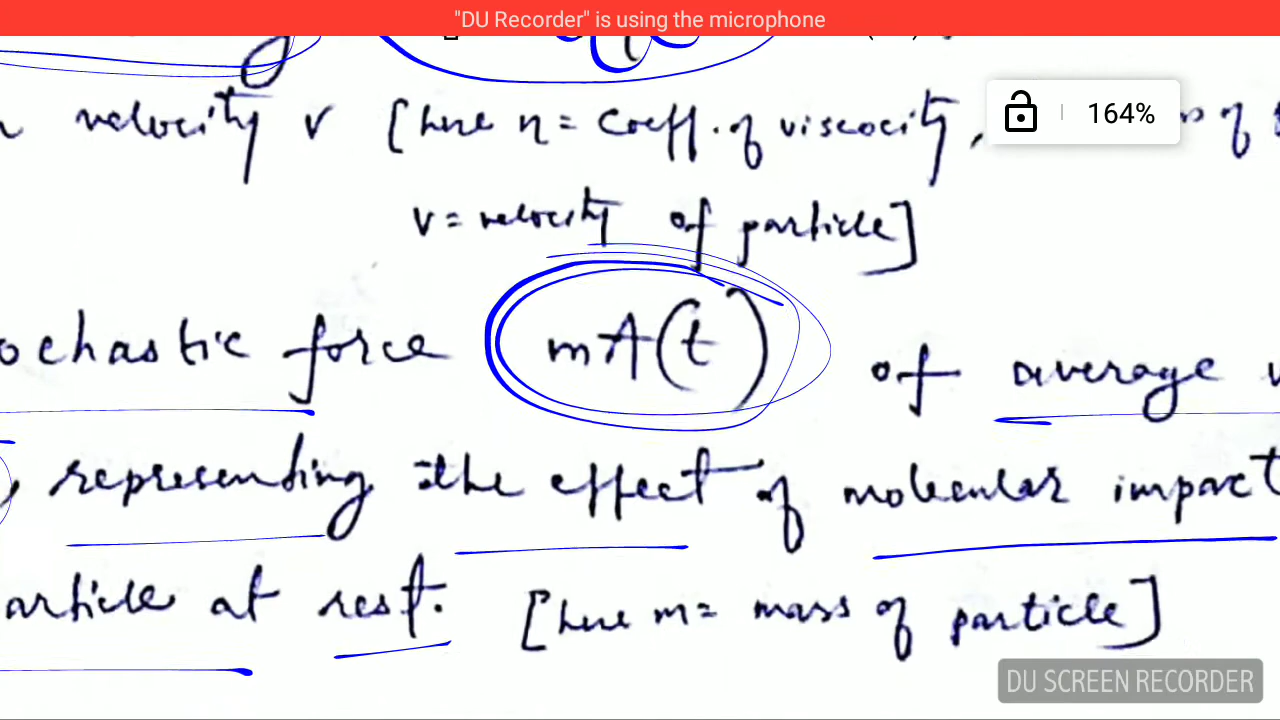 "DU Recorder" is using the microphone
velocity v [here η = coeff. of viscocity,
164%
of
v = velocity of particle]
ochastic force mA(t) of average
representing the effect of molecular impact
article at rest. [here m = mass of particle]
DU SCREEN RECORDER